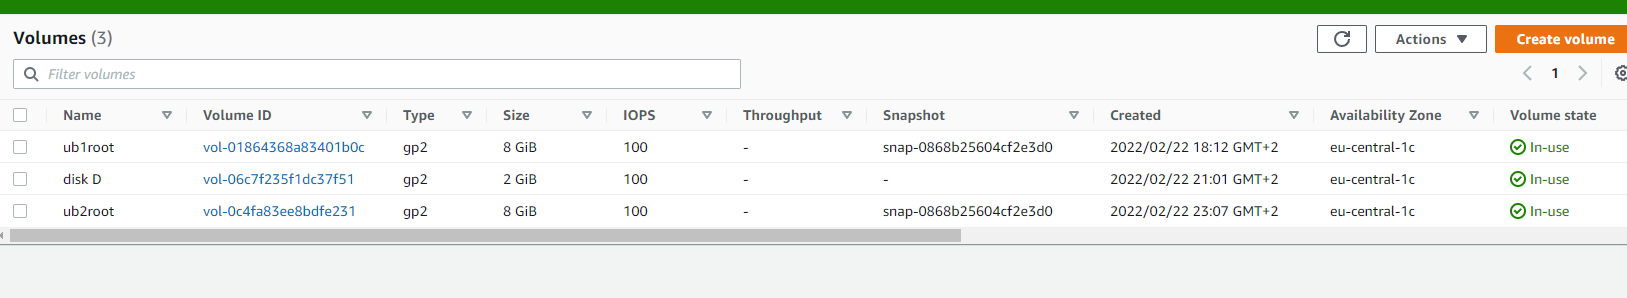 Volumes (3)
Actions
Create volume
Filter volumes
1
Name Volume ID Type Size IOPS Throughput Snapshot Created Availability Zone Volume state
ub1root vol-01864368a83401b0c gp2 8 GiB 100 - snap-0868b25604cf2e3d0 2022/02/22 18:12 GMT+2 eu-central-1c In-use
disk D vol-06c7f235f1dc37f51 gp2 2 GiB 100 - - 2022/02/22 21:01 GMT+2 eu-central-1c In-use
ub2root vol-0c4fa83ee8bdfe231 gp2 8 GiB 100 - snap-0868b25604cf2e3d0 2022/02/22 23:07 GMT+2 eu-central-1c In-use